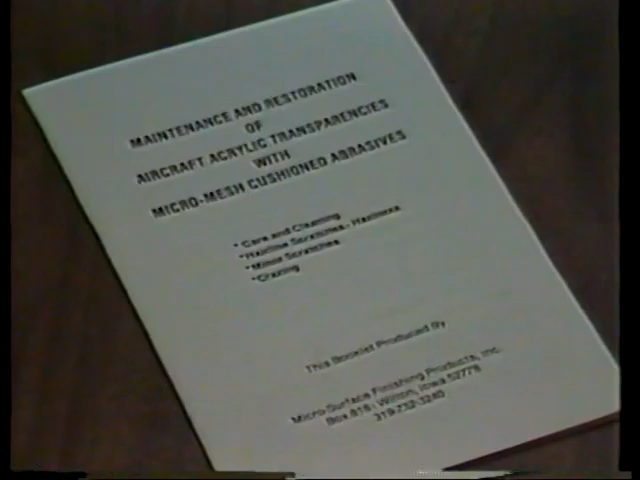 MAINTENANCE AND RESTORATION
OF
AIRCRAFT ACRYLIC TRANSPARENCIES
WITH
MICRO-MESH CUSHIONED ABRASIVES
* Care and Cleaning
* Hairline Scratches - Haziness
* Minor Scratches
* Crazing
This Booklet Produced By
Micro-Surface Finishing Products, Inc.
Box 818 : Wilton, Iowa 52778
319-732-3240